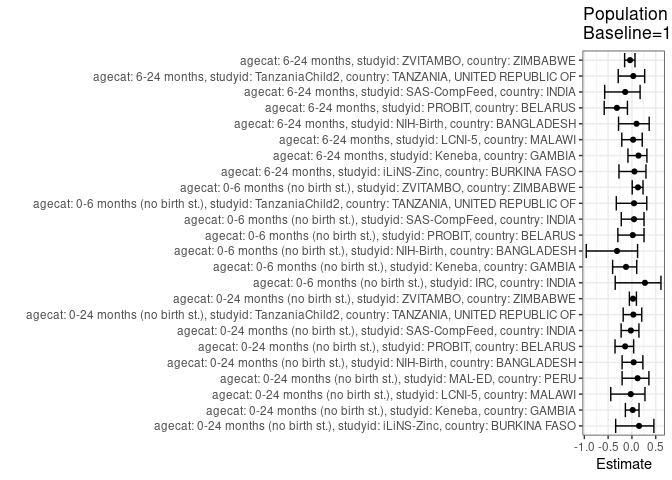 Population
Baseline=1
agecat: 6-24 months, studyid: ZVITAMBO, country: ZIMBABWE
agecat: 6-24 months, studyid: TanzaniaChild2, country: TANZANIA, UNITED REPUBLIC OF
agecat: 6-24 months, studyid: SAS-CompFeed, country: INDIA
agecat: 6-24 months, studyid: PROBIT, country: BELARUS
agecat: 6-24 months, studyid: NIH-Birth, country: BANGLADESH
agecat: 6-24 months, studyid: LCNI-5, country: MALAWI
agecat: 6-24 months, studyid: Keneba, country: GAMBIA
agecat: 6-24 months, studyid: iLiNS-Zinc, country: BURKINA FASO
agecat: 0-6 months (no birth st.), studyid: ZVITAMBO, country: ZIMBABWE
agecat: 0-6 months (no birth st.), studyid: TanzaniaChild2, country: TANZANIA, UNITED REPUBLIC OF
agecat: 0-6 months (no birth st.), studyid: SAS-CompFeed, country: INDIA
agecat: 0-6 months (no birth st.), studyid: PROBIT, country: BELARUS
agecat: 0-6 months (no birth st.), studyid: NIH-Birth, country: BANGLADESH
agecat: 0-6 months (no birth st.), studyid: Keneba, country: GAMBIA
agecat: 0-6 months (no birth st.), studyid: IRC, country: INDIA
agecat: 0-24 months (no birth st.), studyid: ZVITAMBO, country: ZIMBABWE
agecat: 0-24 months (no birth st.), studyid: TanzaniaChild2, country: TANZANIA, UNITED REPUBLIC OF
agecat: 0-24 months (no birth st.), studyid: SAS-CompFeed, country: INDIA
agecat: 0-24 months (no birth st.), studyid: PROBIT, country: BELARUS
agecat: 0-24 months (no birth st.), studyid: NIH-Birth, country: BANGLADESH
agecat: 0-24 months (no birth st.), studyid: MAL-ED, country: PERU
agecat: 0-24 months (no birth st.), studyid: LCNI-5, country: MALAWI
agecat: 0-24 months (no birth st.), studyid: Keneba, country: GAMBIA
agecat: 0-24 months (no birth st.), studyid: iLiNS-Zinc, country: BURKINA FASO
-1.0 -0.5 0.0 0.5
Estimate